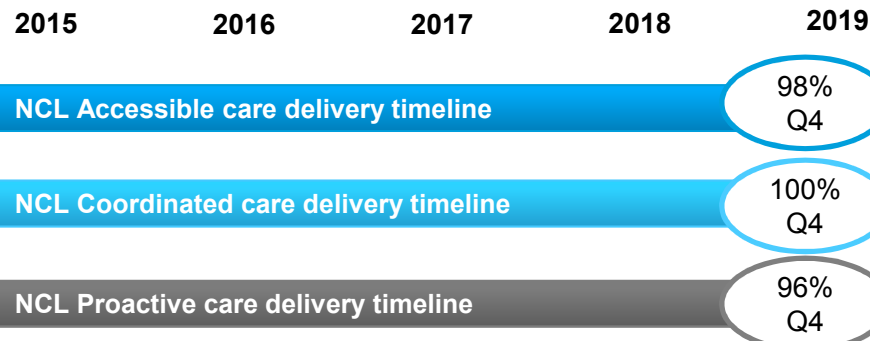 2015 2016 2017 2018 2019
NCL Accessible care delivery timeline
98%
Q4
NCL Coordinated care delivery timeline
100%
Q4
NCL Proactive care delivery timeline
96%
Q4